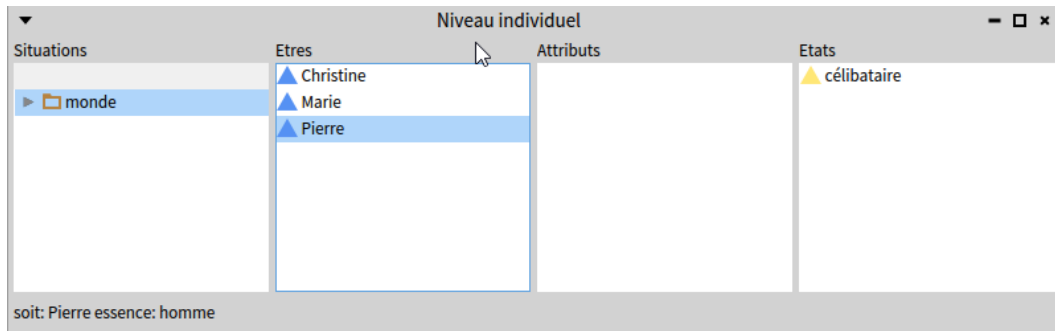 Niveau individuel
Situations Etres Attributs Etats
Christine célibataire
monde Marie
Pierre
soit: Pierre essence: homme